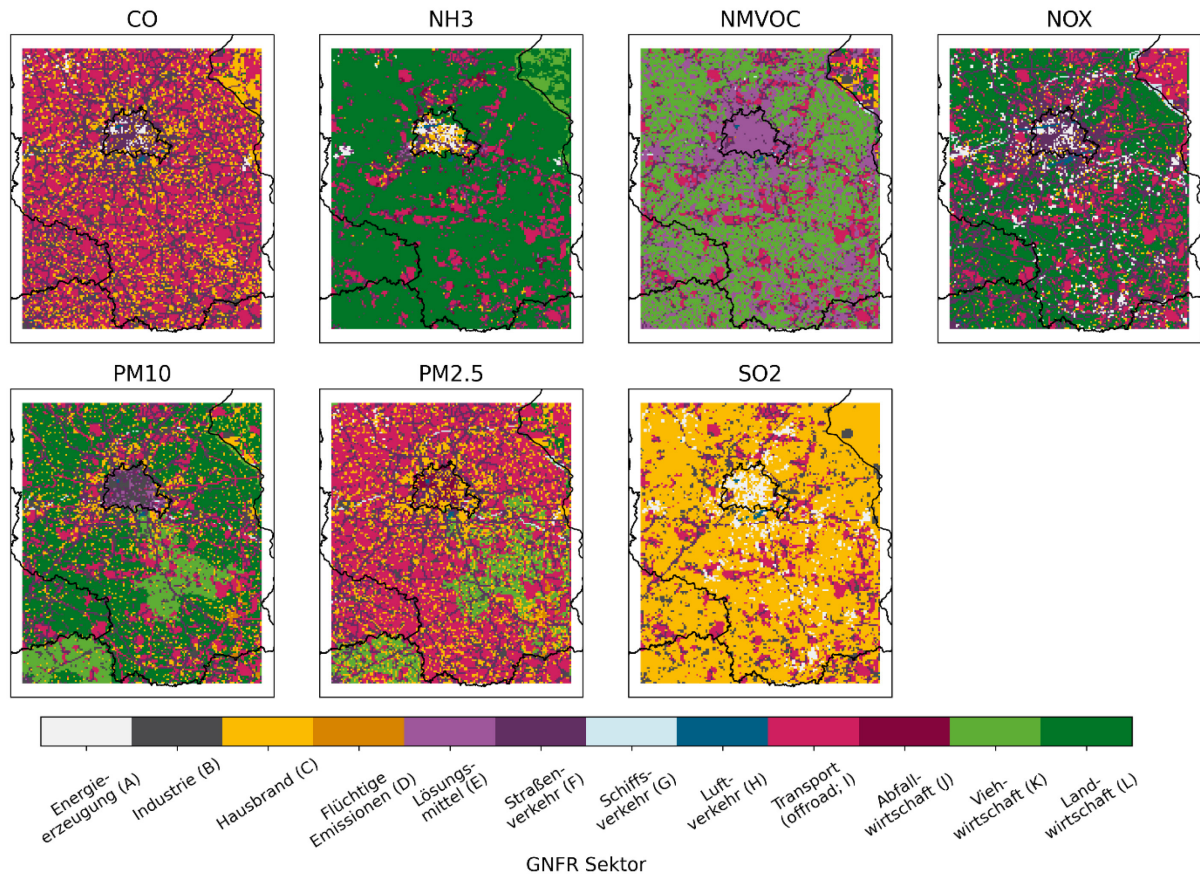 CO
NH3
NMVOC
NOX
PM10
PM2.5
SO2
Energie-
erzeugung (A)
Industrie (B)
Hausbrand (C)
Flüchtige
Emissionen (D)
Lösungs-
mittel (E)
Straßen-
verkehr (F)
Schiffs-
verkehr (G)
Luft-
verkehr (H)
Transport
(offroad; I)
Abfall-
wirtschaft (J)
Vieh-
wirtschaft (K)
Land-
wirtschaft (L)
GNFR Sektor